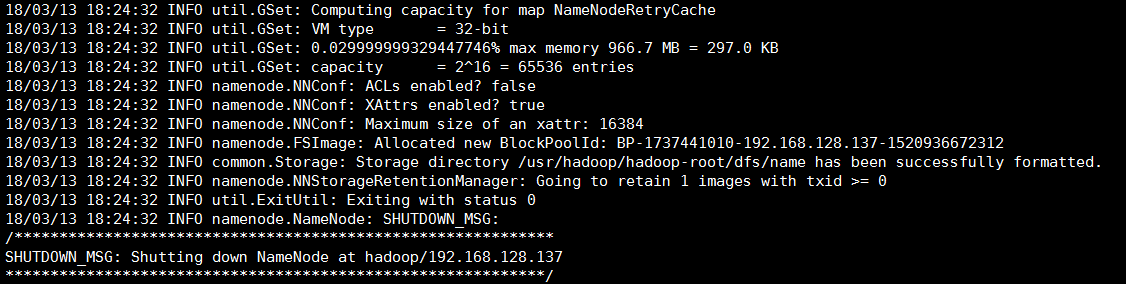 18/03/13 18:24:32 INFO util.GSet: Computing capacity for map NameNodeRetryCache
18/03/13 18:24:32 INFO util.GSet: VM type       = 32-bit
18/03/13 18:24:32 INFO util.GSet: 0.029999999329447746% max memory 966.7 MB = 297.0 KB
18/03/13 18:24:32 INFO util.GSet: capacity      = 2^16 = 65536 entries
18/03/13 18:24:32 INFO namenode.NNConf: ACLs enabled? false
18/03/13 18:24:32 INFO namenode.NNConf: XAttrs enabled? true
18/03/13 18:24:32 INFO namenode.NNConf: Maximum size of an xattr: 16384
18/03/13 18:24:32 INFO namenode.FSImage: Allocated new BlockPoolId: BP-1737441010-192.168.128.137-1520936672312
18/03/13 18:24:32 INFO common.Storage: Storage directory /usr/hadoop/hadoop-root/dfs/name has been successfully formatted.
18/03/13 18:24:32 INFO namenode.NNStorageRetentionManager: Going to retain 1 images with txid >= 0
18/03/13 18:24:32 INFO util.ExitUtil: Exiting with status 0
18/03/13 18:24:32 INFO namenode.NameNode: SHUTDOWN_MSG:
/************************************************************
SHUTDOWN_MSG: Shutting down NameNode at hadoop/192.168.128.137
************************************************************/